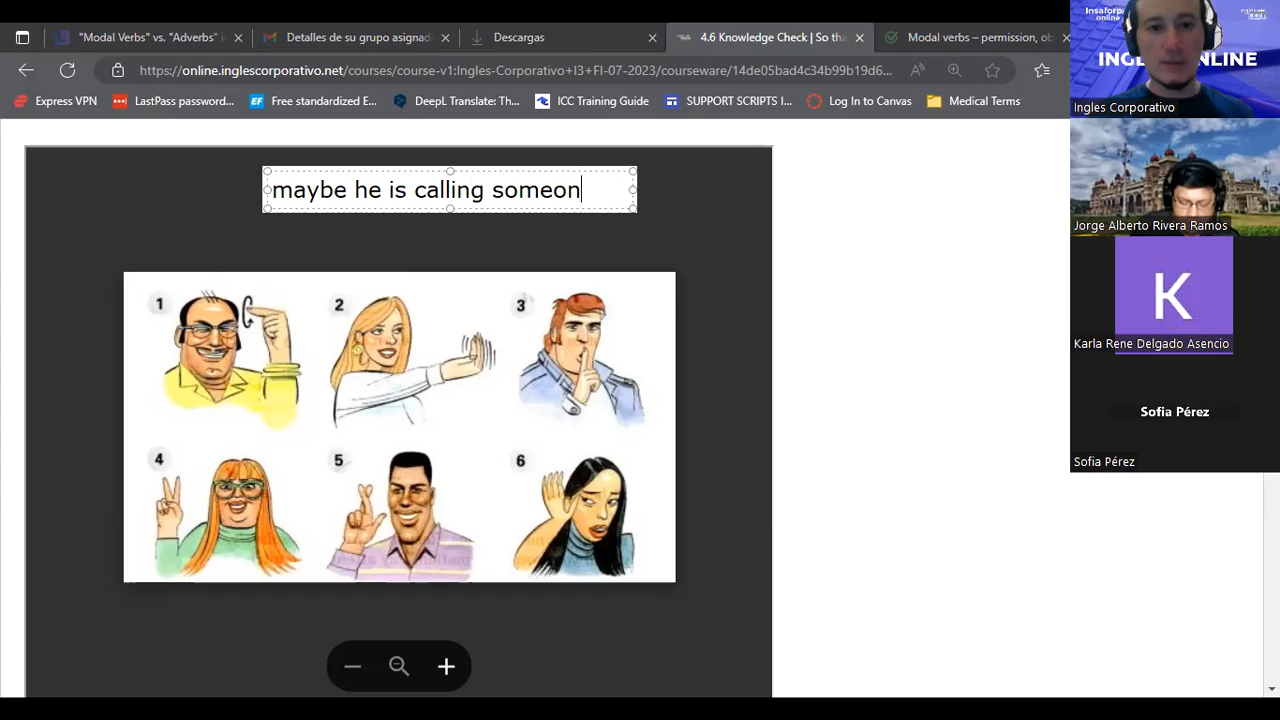 "Modal Verbs" vs. "Adverbs" i
Detalles de su grupo asigna
Descargas
4.6 Knowledge Check | So tha
Modal verbs – permission, ob
https://online.inglescorporativo.net/courses/course-v1:Ingles-Corporativo+I3+FI-07-2023/courseware/14de05bad4c34b99b19d6...
Express VPN
LastPass password...
EF Free standardized E...
DeepL Translate: Th...
ICC Training Guide
SUPPORT SCRIPTS I...
Log In to Canvas
Medical Terms
maybe he is calling someon
1
2
3
4
5
6
Insaforp
online
Ingles Corporativo
Jorge Alberto Rivera Ramos
K
Karla Rene Delgado Asencio
Sofia Pérez
Sofia Pérez